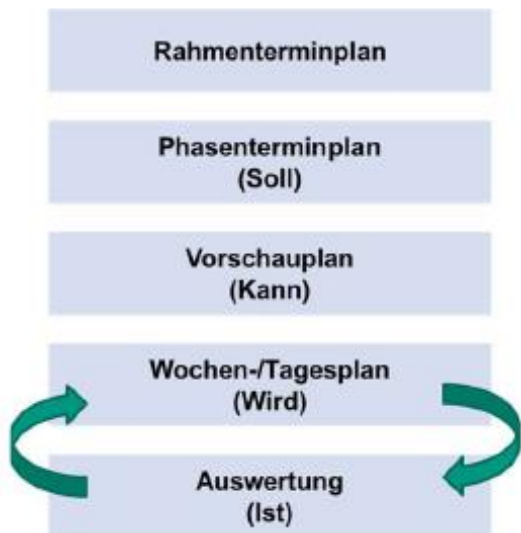 Rahmenterminplan
Phasenterminplan
(Soll)
Vorschauplan
(Kann)
Wochen-/Tagesplan
(Wird)
Auswertung
(Ist)